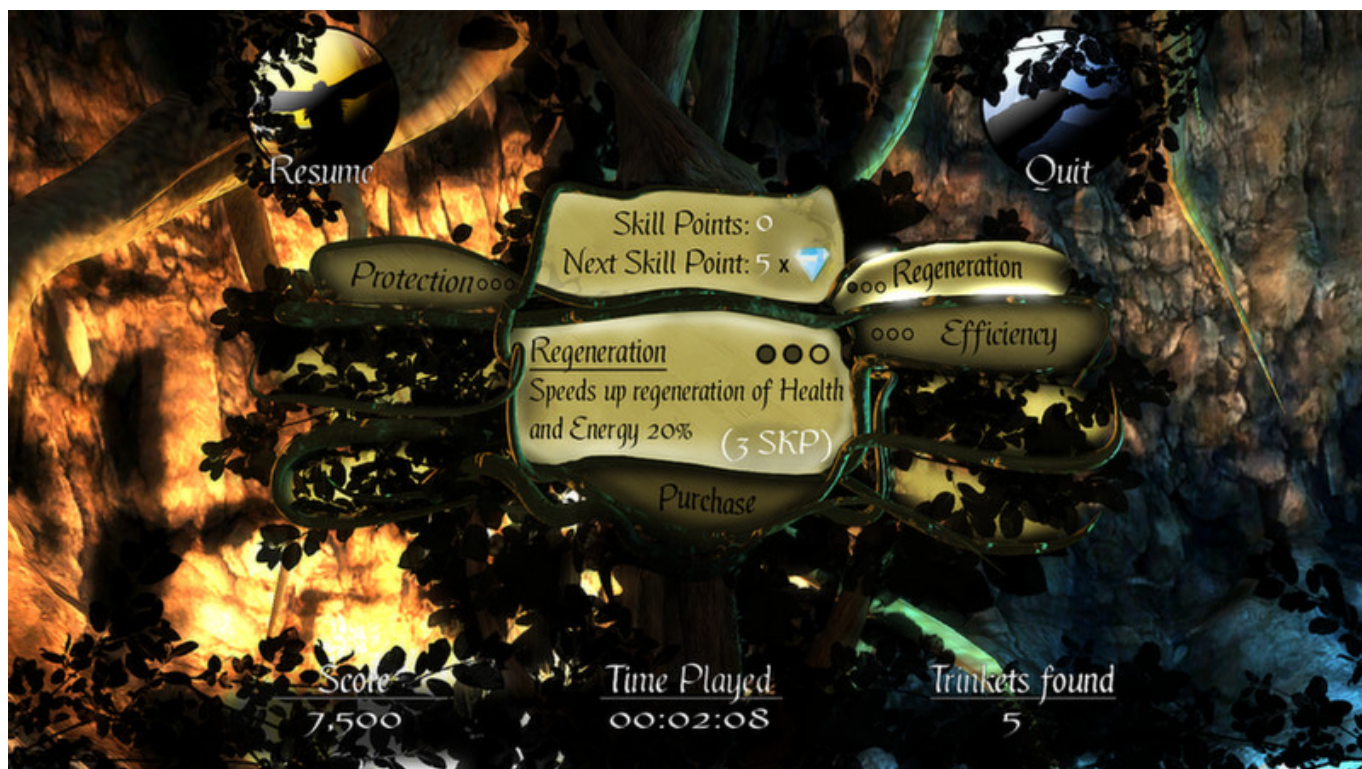 Resume
Quit
Skill Points: 0
Next Skill Point: 5 x
Protection
Regeneration
Efficiency
Regeneration
Speeds up regeneration of Health
and Energy 20%
(3 SKP)
Purchase
Score
7,500
Time Played
00:02:08
Trinkets found
5